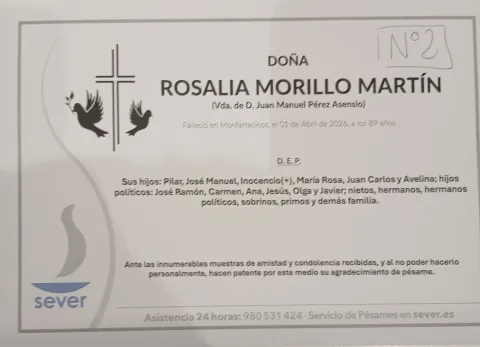 Nº2
DOÑA
ROSALIA MORILLO MARTÍN
(Vda. de D. Juan Manuel Pérez Asensio)
Falleció en Monfarracinos, el 01 de Abril de 2026, a los 89 años
D. E. P.
Sus hijos: Pilar, José Manuel, Inocencio(+), María Rosa, Juan Carlos y Avelina; hijos
políticos: José Ramón, Carmen, Ana, Jesús, Olga y Javier; nietos, hermanos, hermanos
políticos, sobrinos, primos y demás familia.
Ante las innumerables muestras de amistad y condolencia recibidas, y al no poder hacerlo
personalmente, hacen patente por este medio su agradecimiento de pésame.
sever
Asistencia 24 horas: 980 531 424 - Servicio de Pésames en sever.es